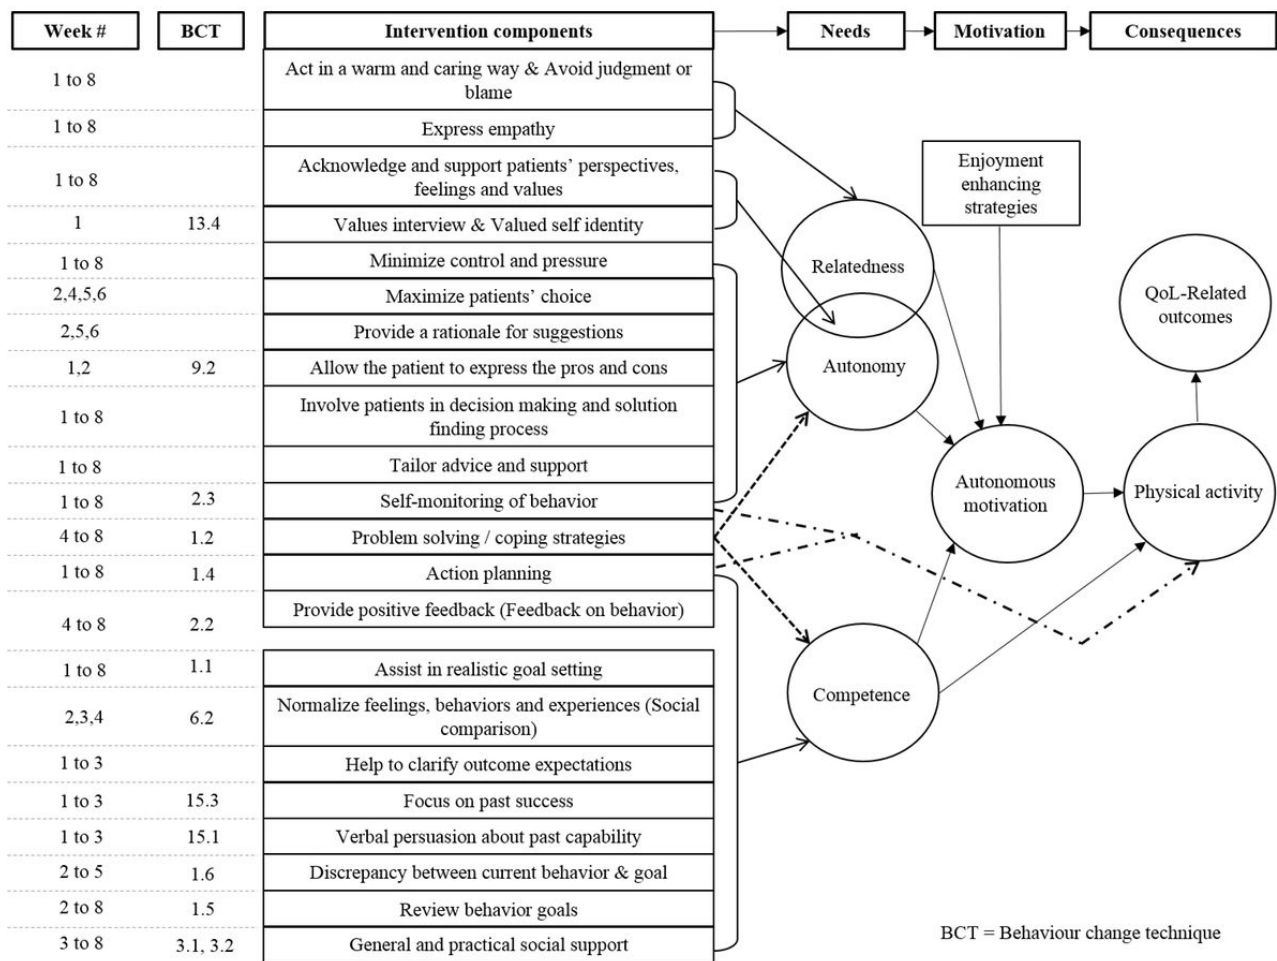 Week #
BCT
Intervention components
Needs
Motivation
Consequences
1 to 8
Act in a warm and caring way & Avoid judgment or
blame
1 to 8
Express empathy
1 to 8
Acknowledge and support patients’ perspectives,
feelings and values
1
13.4
Values interview & Valued self identity
1 to 8
Minimize control and pressure
2,4,5,6
Maximize patients’ choice
2,5,6
Provide a rationale for suggestions
1,2
9.2
Allow the patient to express the pros and cons
1 to 8
Involve patients in decision making and solution
finding process
1 to 8
Tailor advice and support
1 to 8
2.3
Self-monitoring of behavior
4 to 8
1.2
Problem solving / coping strategies
1 to 8
1.4
Action planning
4 to 8
2.2
Provide positive feedback (Feedback on behavior)
1 to 8
1.1
Assist in realistic goal setting
2,3,4
6.2
Normalize feelings, behaviors and experiences (Social
comparison)
1 to 3
Help to clarify outcome expectations
1 to 3
15.3
Focus on past success
1 to 3
15.1
Verbal persuasion about past capability
2 to 5
1.6
Discrepancy between current behavior & goal
2 to 8
1.5
Review behavior goals
3 to 8
3.1, 3.2
General and practical social support
Relatedness
Autonomy
Competence
Enjoyment
enhancing
strategies
Autonomous
motivation
QoL-Related
outcomes
Physical activity
BCT = Behaviour change technique